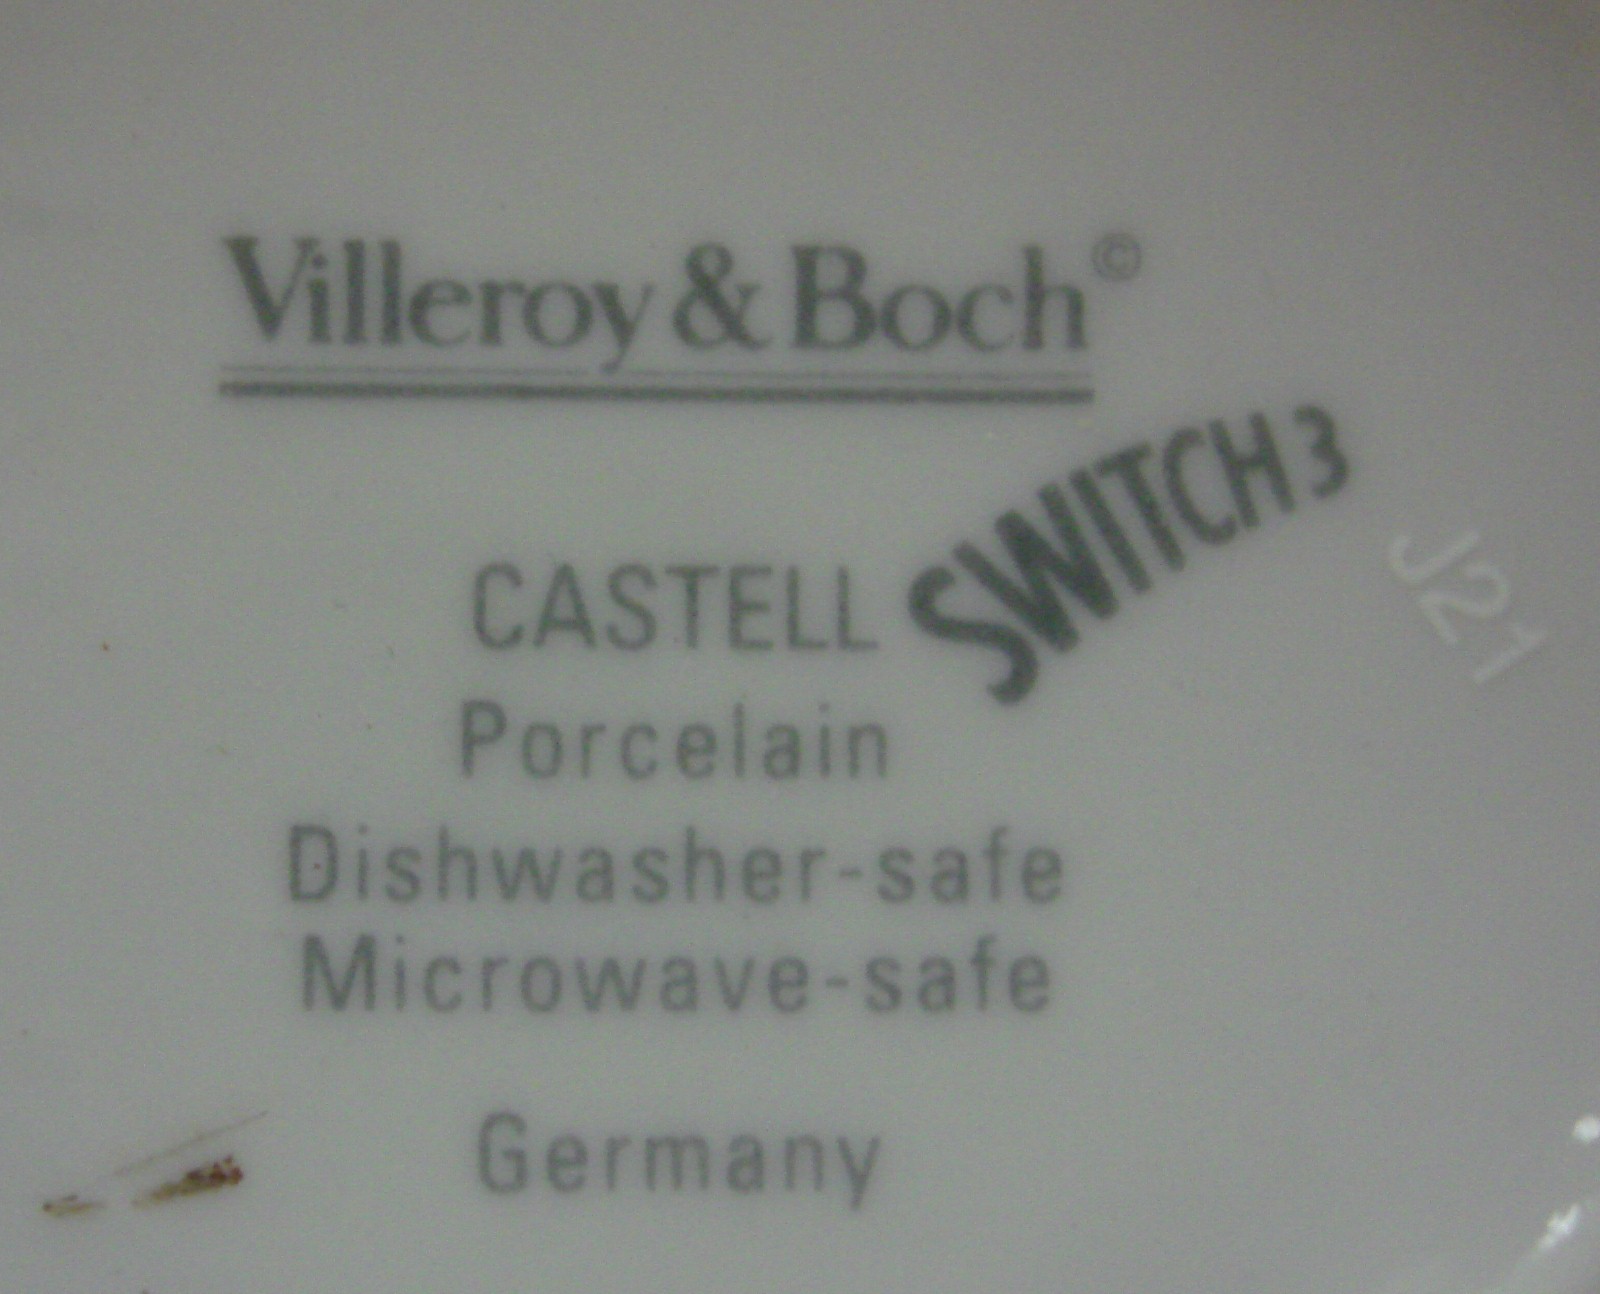 Villeroy & Boch©
CASTELL SWITCH 3
Porcelain
Dishwasher-safe
Microwave-safe
Germany
J21